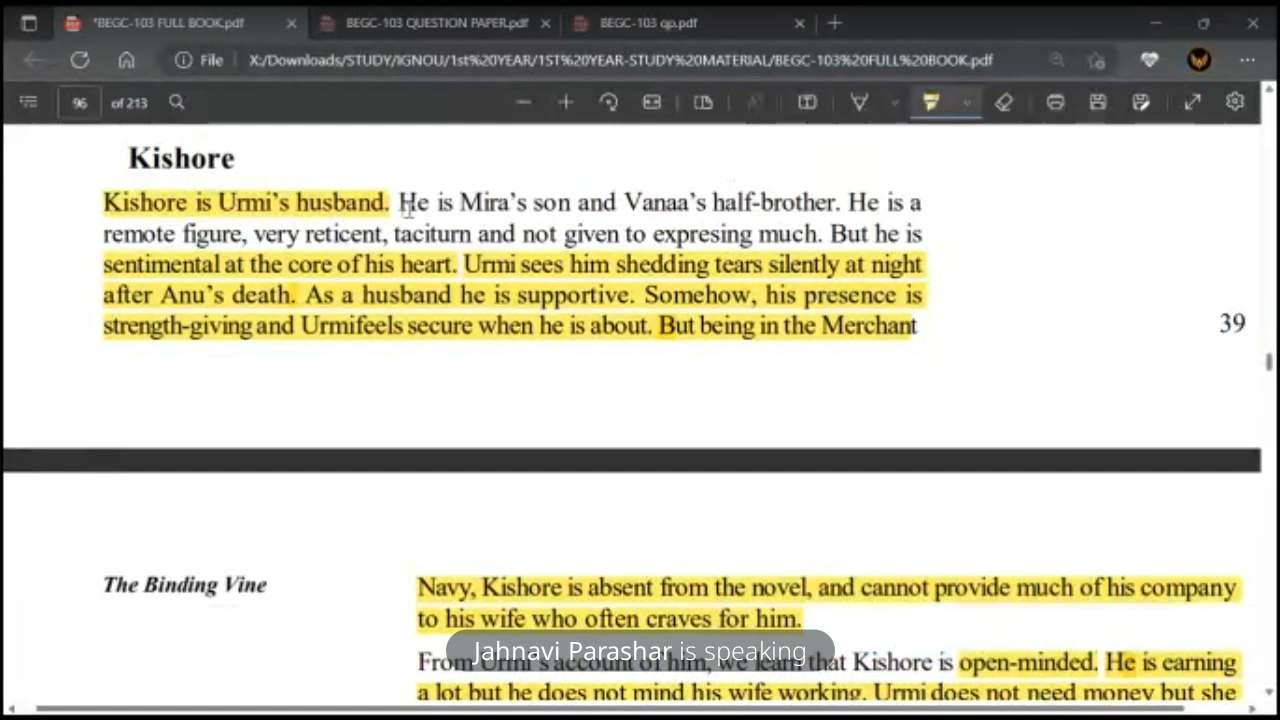 *BEGC-103 FULL BOOK.pdf
BEGC-103 QUESTION PAPER.pdf
BEGC-103 qp.pdf
File
X:/Downloads/STUDY/IGNOU/1st%20YEAR/1ST%20YEAR-STUDY%20MATERIAL/BEGC-103%20FULL%20BOOK.pdf
96 of 213
Kishore
Kishore is Urmi's husband. He is Mira's son and Vanaa's half-brother. He is a
remote figure, very reticent, taciturn and not given to expresing much. But he is
sentimental at the core of his heart. Urmi sees him shedding tears silently at night
after Anu's death. As a husband he is supportive. Somehow, his presence is
strength-giving and Urmifeels secure when he is about. But being in the Merchant
39
The Binding Vine
Navy, Kishore is absent from the novel, and cannot provide much of his company
to his wife who often craves for him.
From Urmi's account of him, we learn that Kishore is open-minded. He is earning
a lot but he does not mind his wife working. Urmi does not need money but she
Jahnavi Parashar is speaking